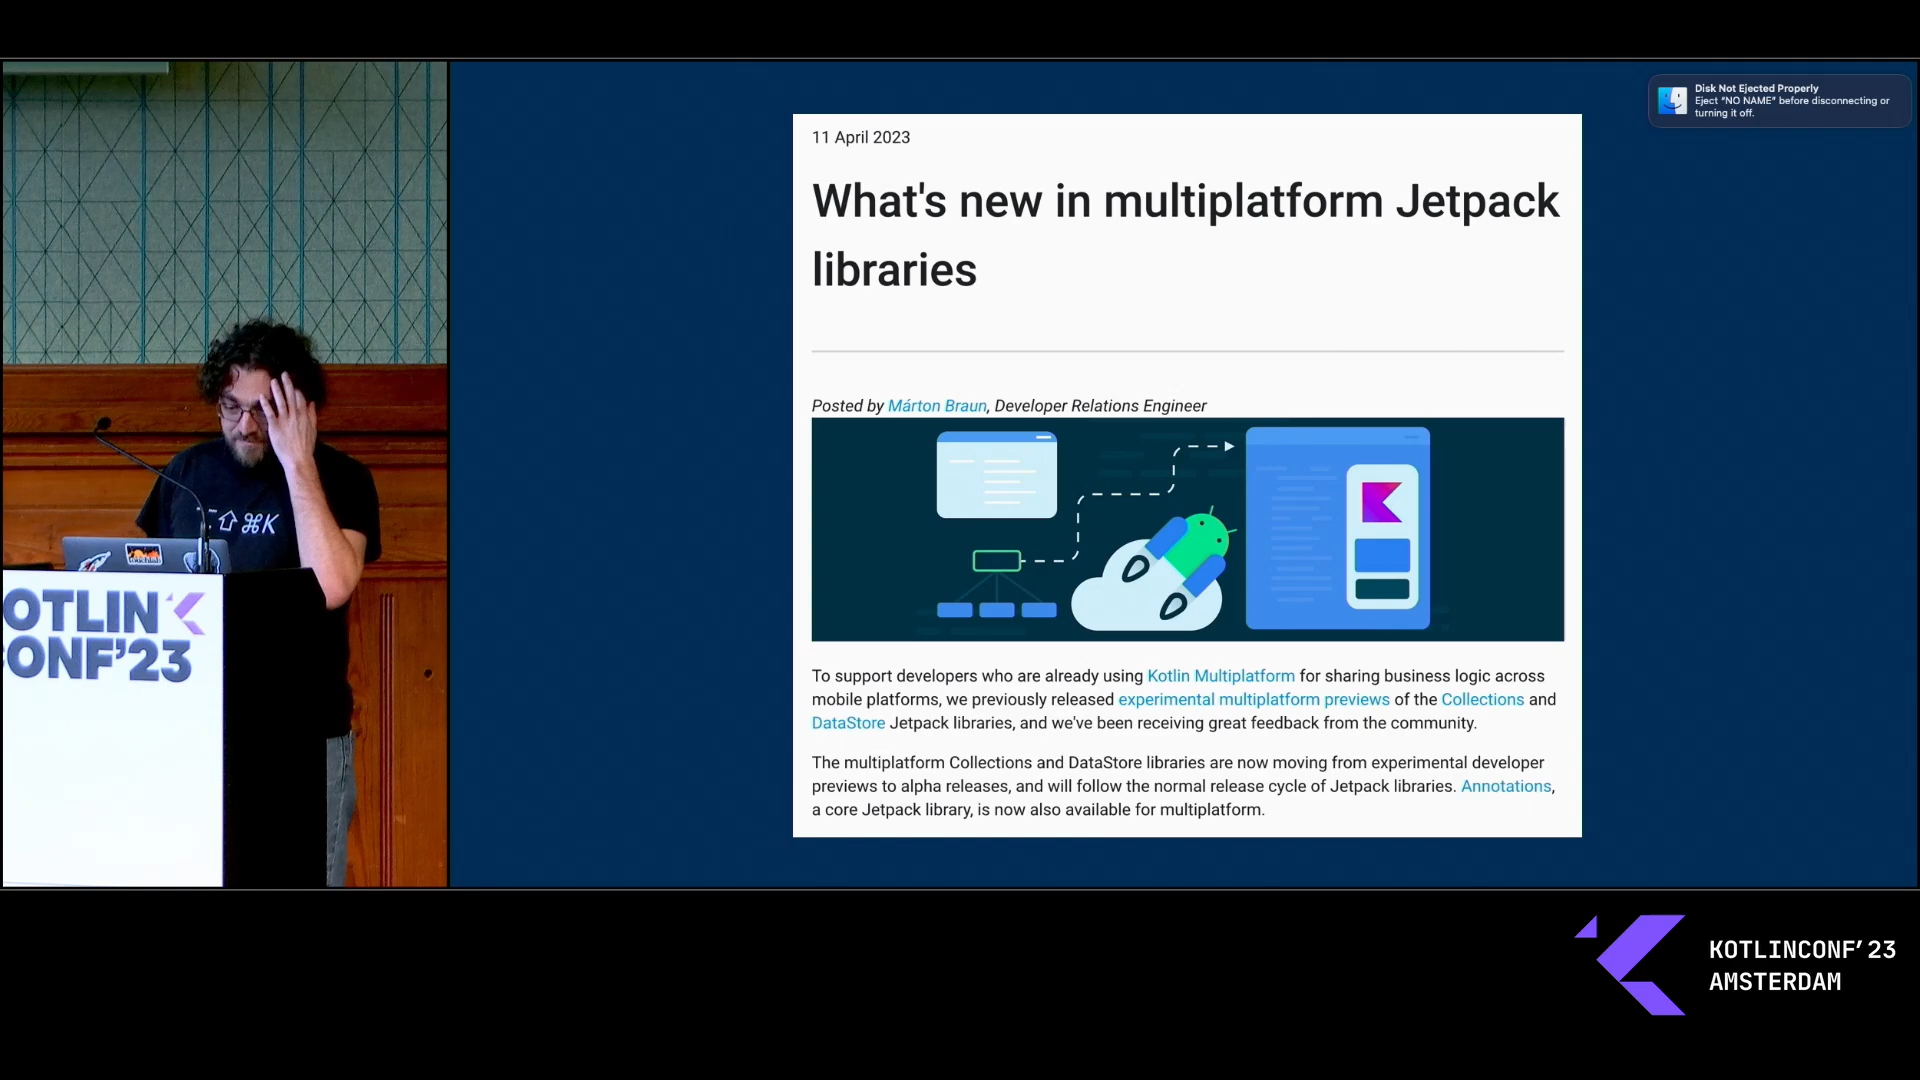 Disk Not Ejected Properly
Eject “NO NAME” before disconnecting or
turning it off.
11 April 2023
What's new in multiplatform Jetpack
libraries
Posted by Márton Braun, Developer Relations Engineer
To support developers who are already using Kotlin Multiplatform for sharing business logic across
mobile platforms, we previously released experimental multiplatform previews of the Collections and
DataStore Jetpack libraries, and we've been receiving great feedback from the community.
The multiplatform Collections and DataStore libraries are now moving from experimental developer
previews to alpha releases, and will follow the normal release cycle of Jetpack libraries. Annotations,
a core Jetpack library, is now also available for multiplatform.
⇧⌘K
OTLIN
ONF’23
KOTLINCONF’23
AMSTERDAM